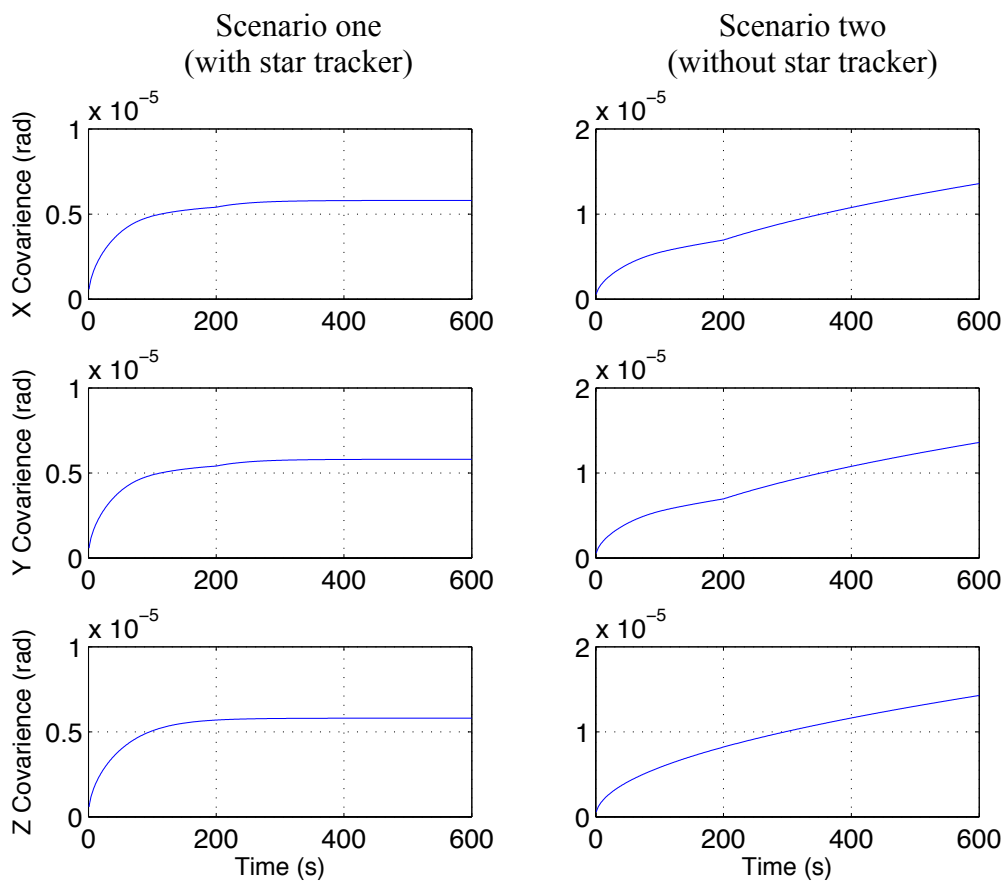 Scenario one
(with star tracker)
Scenario two
(without star tracker)
x 10⁻⁵
1
0.5
0
0 200 400 600
X Covarience (rad)
x 10⁻⁵
2
1
0
0 200 400 600
x 10⁻⁵
1
0.5
0
0 200 400 600
Y Covarience (rad)
x 10⁻⁵
2
1
0
0 200 400 600
x 10⁻⁵
1
0.5
0
0 200 400 600
Z Covarience (rad)
Time (s)
x 10⁻⁵
2
1
0
0 200 400 600
Time (s)